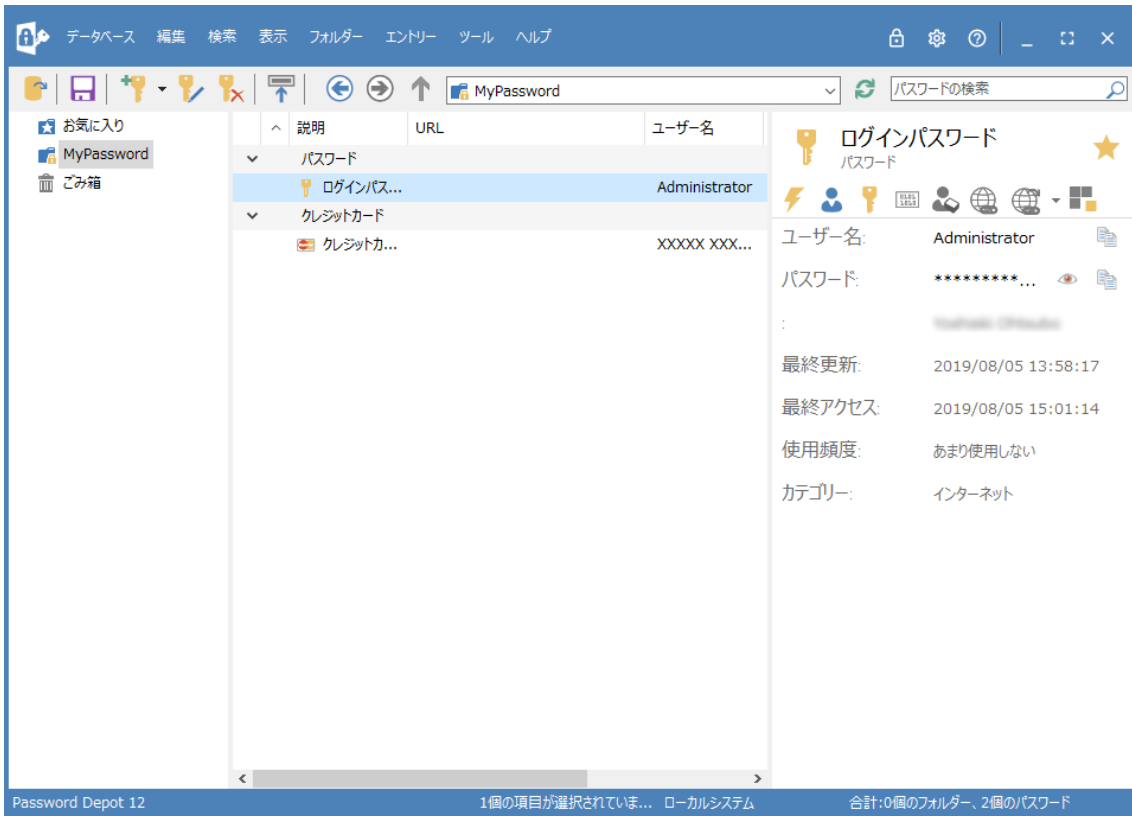 データベース 編集 検索 表示 フォルダー エントリー ツール ヘルプ
MyPassword パスワードの検索
お気に入り
MyPassword
ごみ箱
説明 URL ユーザー名
パスワード
ログインパス... Administrator
クレジットカード
クレジットカ... XXXXX XXX...
ログインパスワード
パスワード
ユーザー名: Administrator
パスワード: *********...
:
最終更新: 2019/08/05 13:58:17
最終アクセス: 2019/08/05 15:01:14
使用頻度: あまり使用しない
カテゴリー: インターネット
Password Depot 12 1個の項目が選択されていま... ローカルシステム 合計:0個のフォルダー、2個のパスワード